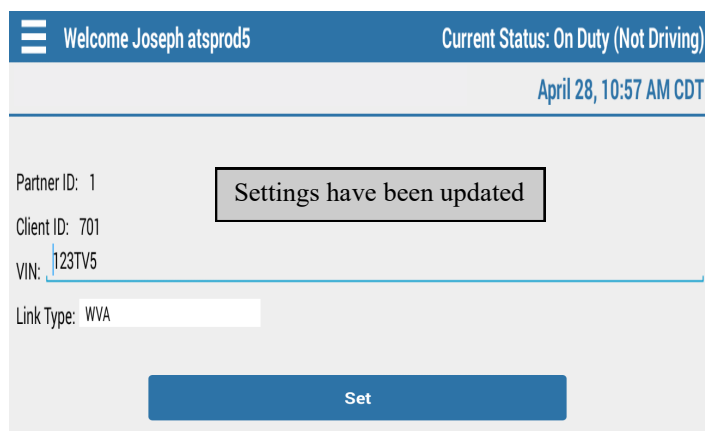 Welcome Joseph atsprod5 Current Status: On Duty (Not Driving)
April 28, 10:57 AM CDT
Partner ID: 1
Settings have been updated
Client ID: 701
VIN: 123TV5
Link Type: WVA
Set